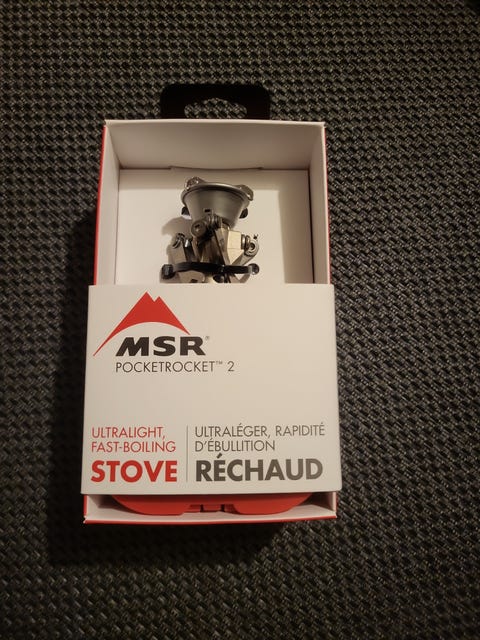 MSR®
POCKETROCKET™ 2
ULTRALIGHT,
FAST-BOILING
STOVE
ULTRALÉGER, RAPIDITÉ
D'ÉBULLITION
RÉCHAUD